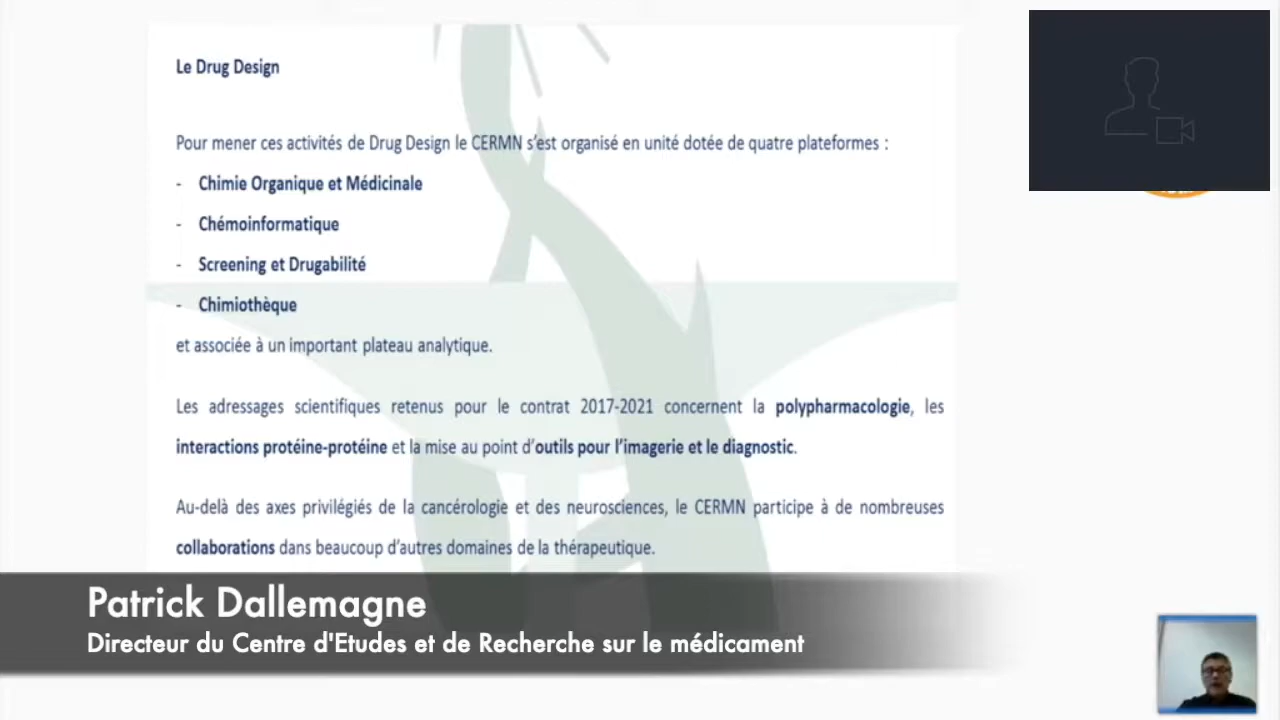 Le Drug Design
Pour mener ces activités de Drug Design le CERMN s'est organisé en unité dotée de quatre plateformes :
- Chimie Organique et Médicinale
- Chémoinformatique
- Screening et Drugabilité
- Chimiothèque
et associée à un important plateau analytique.
Les adressages scientifiques retenus pour le contrat 2017-2021 concernent la polypharmacologie, les
interactions protéine-protéine et la mise au point d'outils pour l'imagerie et le diagnostic.
Au-delà des axes privilégiés de la cancérologie et des neurosciences, le CERMN participe à de nombreuses
collaborations dans beaucoup d'autres domaines de la thérapeutique.
Patrick Dallemagne
Directeur du Centre d'Etudes et de Recherche sur le médicament